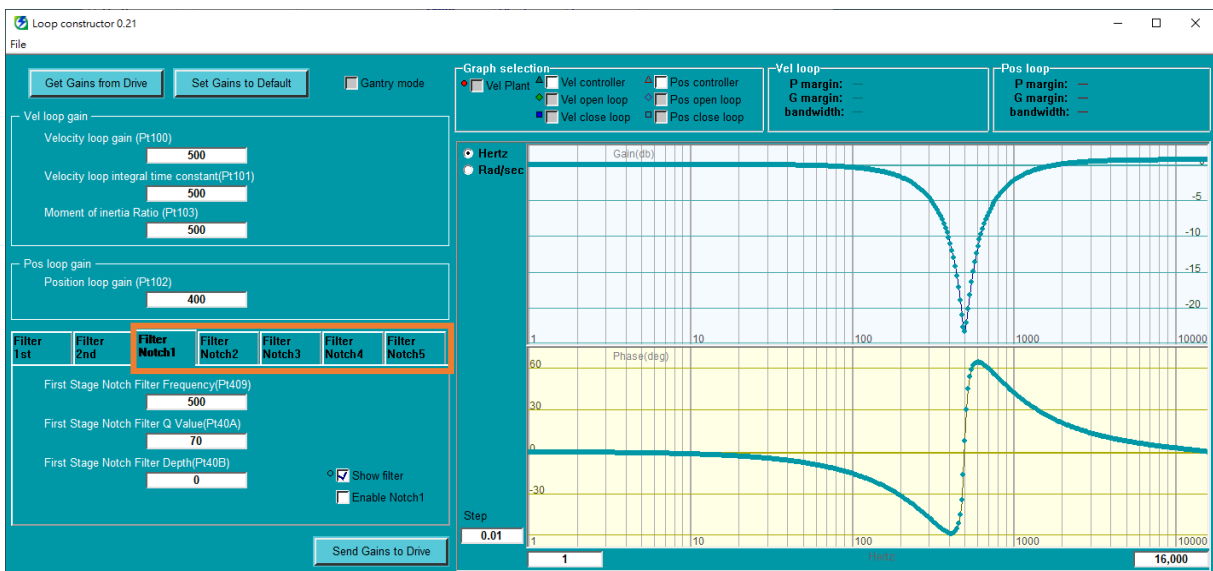 Loop constructor 0.21
File
Get Gains from Drive
Set Gains to Default
Gantry mode
Vel loop gain
Velocity loop gain (Pt100)
500
Velocity loop integral time constant(Pt101)
500
Moment of inertia Ratio (Pt103)
500
Pos loop gain
Position loop gain (Pt102)
400
Filter 1st
Filter 2nd
Filter Notch1
Filter Notch2
Filter Notch3
Filter Notch4
Filter Notch5
First Stage Notch Filter Frequency(Pt409)
500
First Stage Notch Filter Q Value(Pt40A)
70
First Stage Notch Filter Depth(Pt40B)
0
Show filter
Enable Notch1
Send Gains to Drive
Graph selection
Vel Plant
Vel controller
Pos controller
Vel open loop
Pos open loop
Vel close loop
Pos close loop
Vel loop
P margin: —
G margin: —
bandwidth: —
Pos loop
P margin: —
G margin: —
bandwidth: —
Hertz
Rad/sec
Gain(db)
0
-5
-10
-15
-20
1 10 100 1000 10000
Phase(deg)
60
30
0
-30
1 10 100 1000 10000
Hertz
Step
0.01
1
16,000